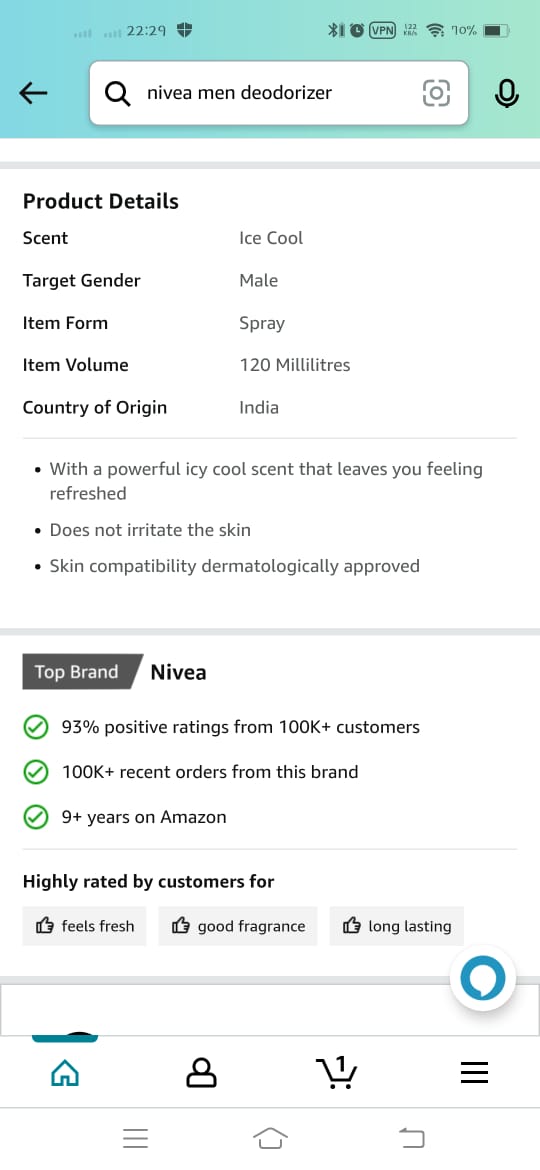 22:29
VPN
122
KB/s
70%
nivea men deodorizer
Product Details
Scent Ice Cool
Target Gender Male
Item Form Spray
Item Volume 120 Millilitres
Country of Origin India
• With a powerful icy cool scent that leaves you feeling
refreshed
• Does not irritate the skin
• Skin compatibility dermatologically approved
Top Brand Nivea
93% positive ratings from 100K+ customers
100K+ recent orders from this brand
9+ years on Amazon
Highly rated by customers for
feels fresh good fragrance long lasting
1